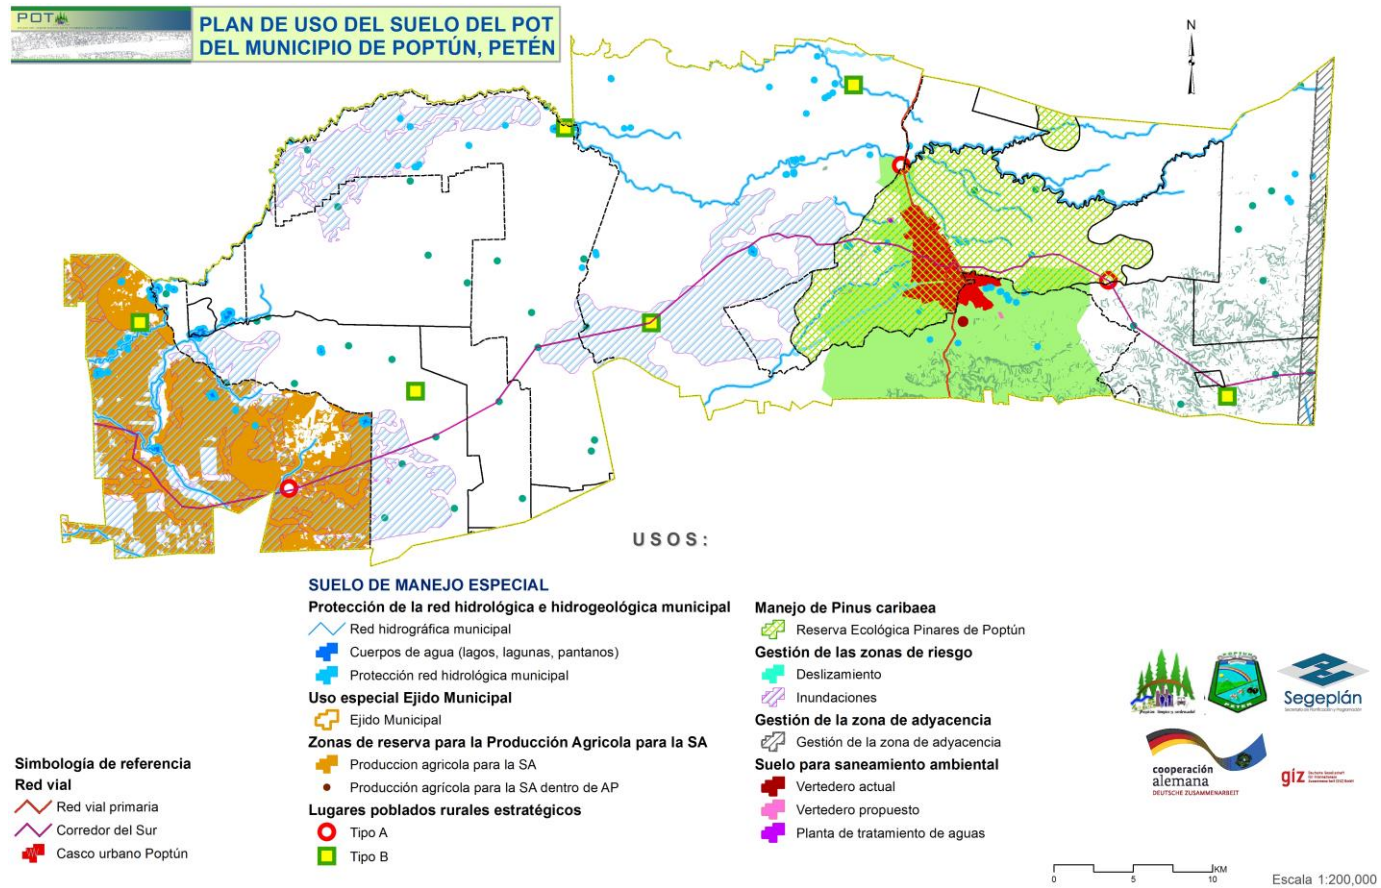 POT
PLAN DE USO DEL SUELO DEL POT
DEL MUNICIPIO DE POPTÚN, PETÉN
N
USOS:
SUELO DE MANEJO ESPECIAL
Protección de la red hidrológica e hidrogeológica municipal
Red hidrográfica municipal
Cuerpos de agua (lagos, lagunas, pantanos)
Protección red hidrológica municipal
Uso especial Ejido Municipal
Ejido Municipal
Zonas de reserva para la Producción Agricola para la SA
Produccion agricola para la SA
Producción agrícola para la SA dentro de AP
Lugares poblados rurales estratégicos
Tipo A
Tipo B
Manejo de Pinus caribaea
Reserva Ecológica Pinares de Poptún
Gestión de las zonas de riesgo
Deslizamiento
Inundaciones
Gestión de la zona de adyacencia
Gestión de la zona de adyacencia
Suelo para saneamiento ambiental
Vertedero actual
Vertedero propuesto
Planta de tratamiento de aguas
Simbología de referencia
Red vial
Red vial primaria
Corredor del Sur
Casco urbano Poptún
Segeplán
cooperación
alemana
DEUTSCHE ZUSAMMENARBEIT
giz
0 5 10 KM
Escala 1:200,000